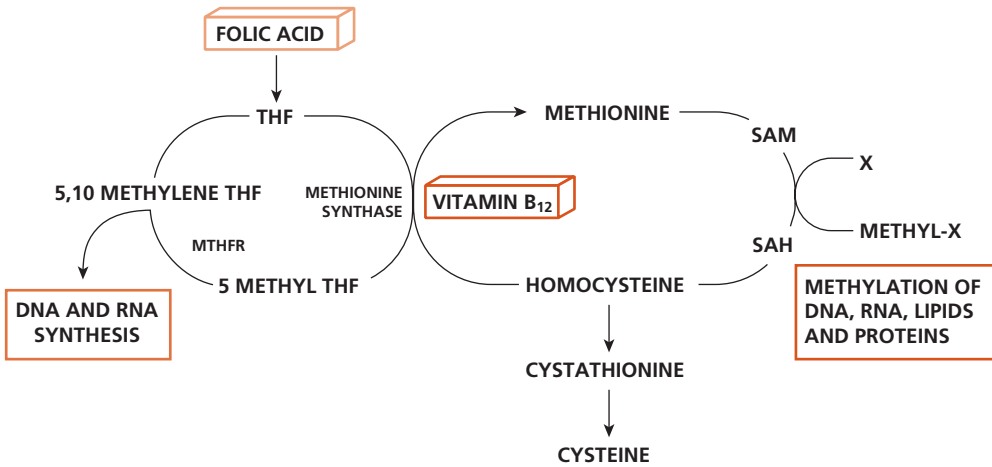 FOLIC ACID
THF
METHIONINE
SAM
X
5,10 METHYLENE THF
METHIONINE
SYNTHASE
VITAMIN B₁₂
METHYL-X
MTHFR
SAH
5 METHYL THF
HOMOCYSTEINE
DNA AND RNA
SYNTHESIS
METHYLATION OF
DNA, RNA, LIPIDS
AND PROTEINS
CYSTATHIONINE
CYSTEINE